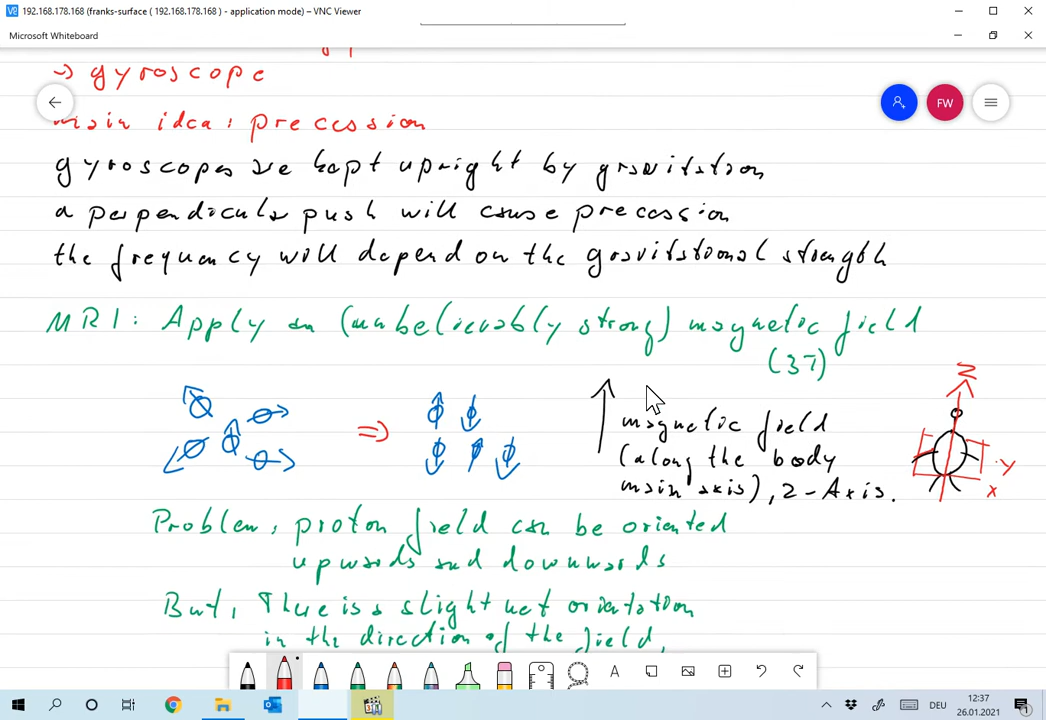 192.168.178.168 (franks-surface ( 192.168.178.168 ) - application mode) – VNC Viewer
Microsoft Whiteboard
→ gyroscope
main idea: precession
FW
gyroscopes are kept upright by gravitation
a perpendicular push will cause precession
the frequency will depend on the gravitational strength
MRI: Apply an (unbelievably strong) magnetic field
(3T)
Z
⇒
magnetic field
(along the body
main axis), z-Axis.
y
x
Problem: proton field can be oriented
upwards and downwards
But, There is a slight net orientation
in the direction of the field,
A
DEU
12:37
26.01.2021
1